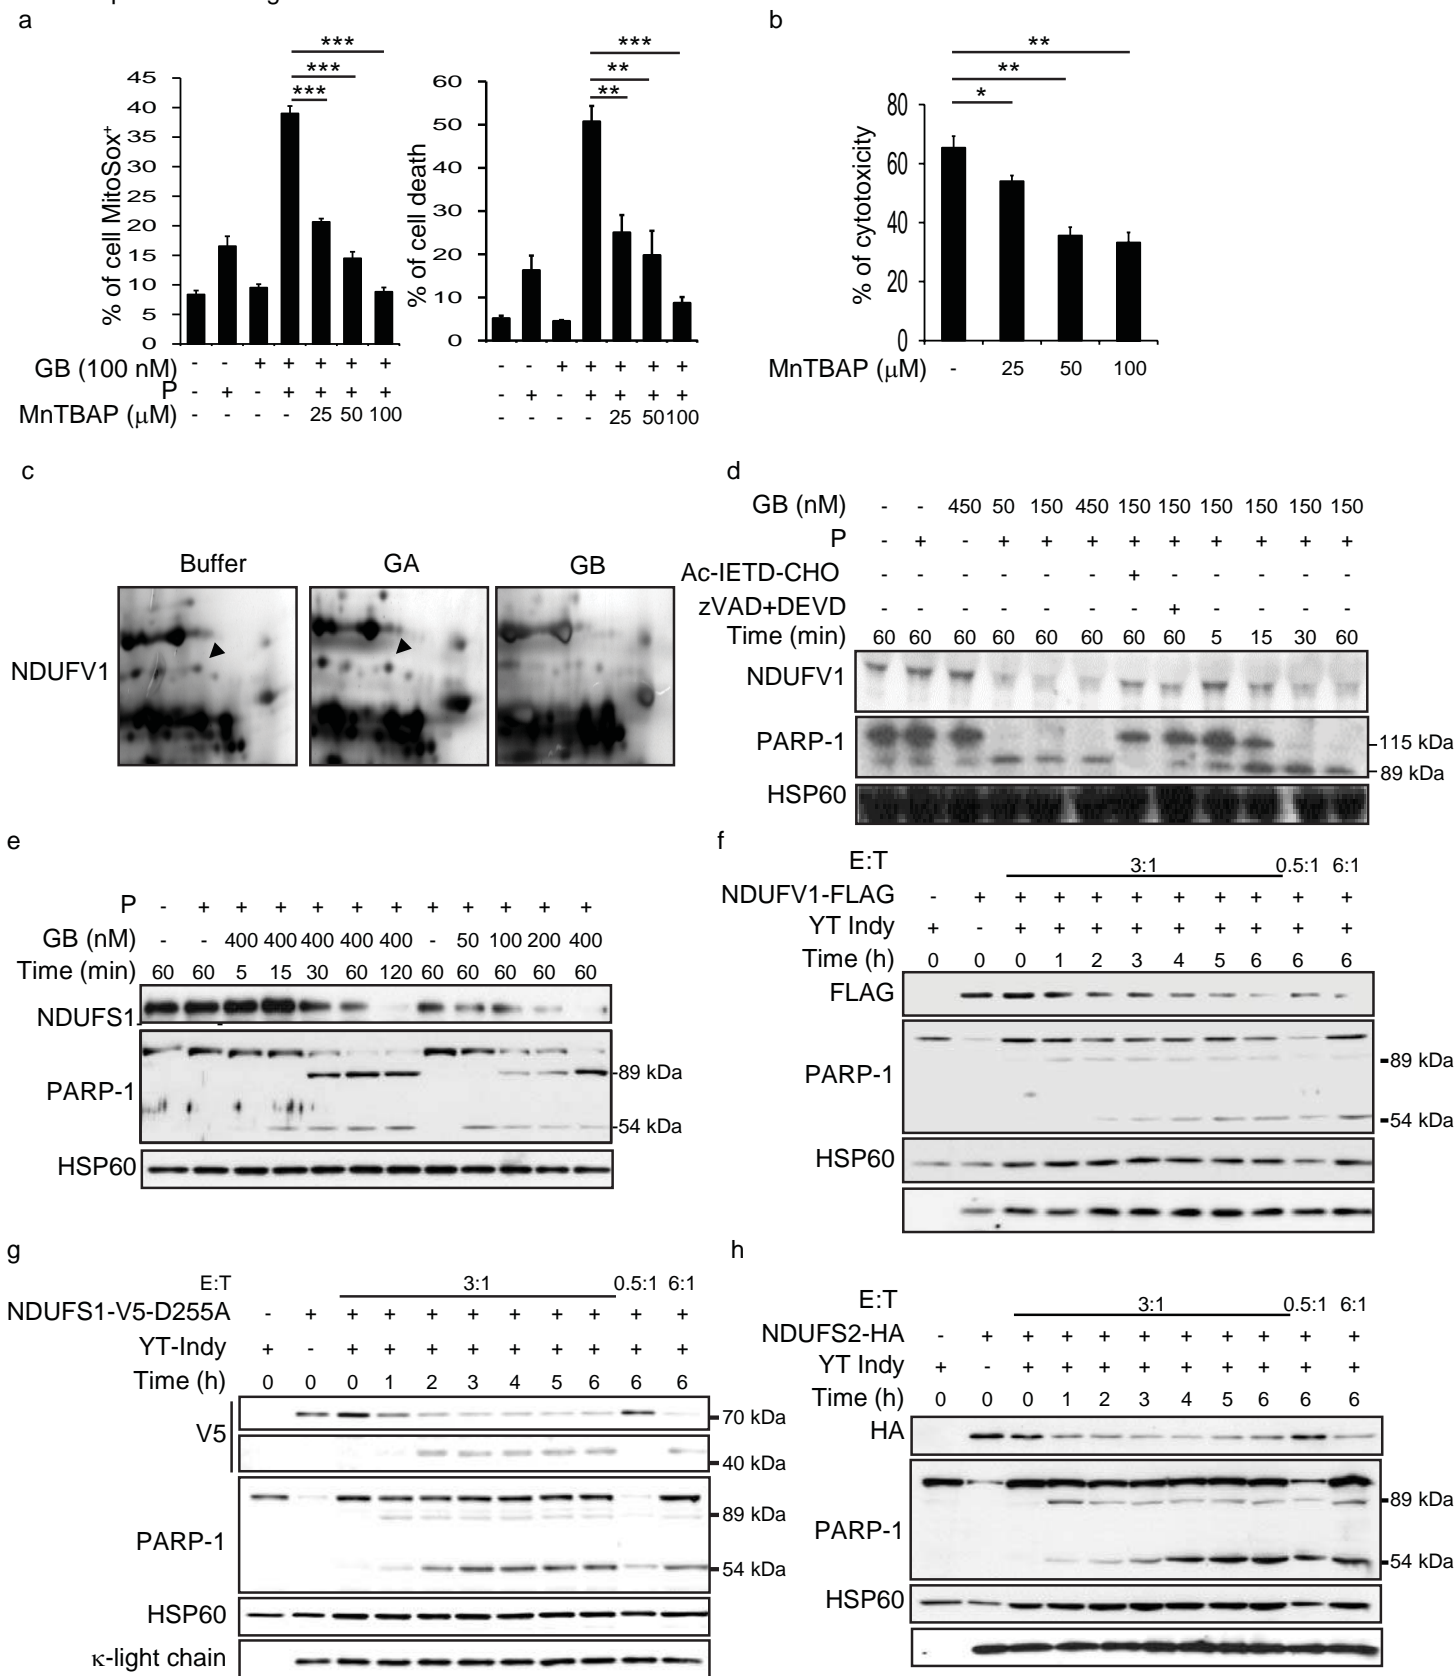 a
***
***
***
% of cell MitoSox+
45
40
35
30
25
20
15
10
5
0
GB (100 nM) - - + + + + +
P - + - + + + +
MnTBAP (µM) - - - - 25 50 100
***
**
**
% of cell death
60
50
40
30
20
10
0
- - + + + + +
- + - + + + +
- - - - 25 50 100
b
**
**
*
% of cytotoxicity
80
60
40
20
0
MnTBAP (µM) - 25 50 100
c
Buffer GA GB
NDUFV1
d
GB (nM) - - 450 50 150 450 150 150 150 150 150 150
P - + - + + + + + + + + +
Ac-IETD-CHO - - - - - - + - - - - -
zVAD+DEVD - - - - - - - + - - - -
Time (min) 60 60 60 60 60 60 60 60 5 15 30 60
NDUFV1
PARP-1
115 kDa
89 kDa
HSP60
e
P - + + + + + + + + + + +
GB (nM) - - 400 400 400 400 400 - 50 100 200 400
Time (min) 60 60 5 15 30 60 120 60 60 60 60 60
NDUFS1
PARP-1
89 kDa
54 kDa
HSP60
f
E:T 3:1 0.5:1 6:1
NDUFV1-FLAG - + + + + + + + + + +
YT Indy + - + + + + + + + + +
Time (h) 0 0 0 1 2 3 4 5 6 6 6
FLAG
PARP-1
89 kDa
54 kDa
HSP60
g
E:T 3:1 0.5:1 6:1
NDUFS1-V5-D255A - + + + + + + + + + +
YT-Indy + - + + + + + + + + +
Time (h) 0 0 0 1 2 3 4 5 6 6 6
V5
70 kDa
40 kDa
PARP-1
89 kDa
54 kDa
HSP60
κ-light chain
h
E:T 3:1 0.5:1 6:1
NDUFS2-HA - + + + + + + + + + +
YT Indy + - + + + + + + + + +
Time (h) 0 0 0 1 2 3 4 5 6 6 6
HA
PARP-1
89 kDa
54 kDa
HSP60